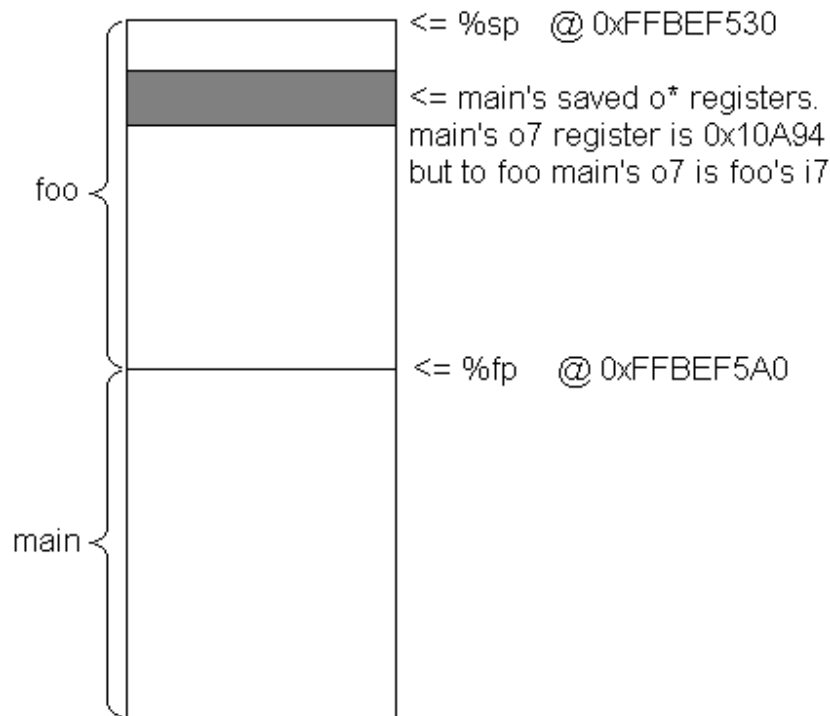 <= %sp @ 0xFFBEF530
<= main's saved o* registers.
main's o7 register is 0x10A94
but to foo main's o7 is foo's i7
foo
<= %fp @ 0xFFBEF5A0
main